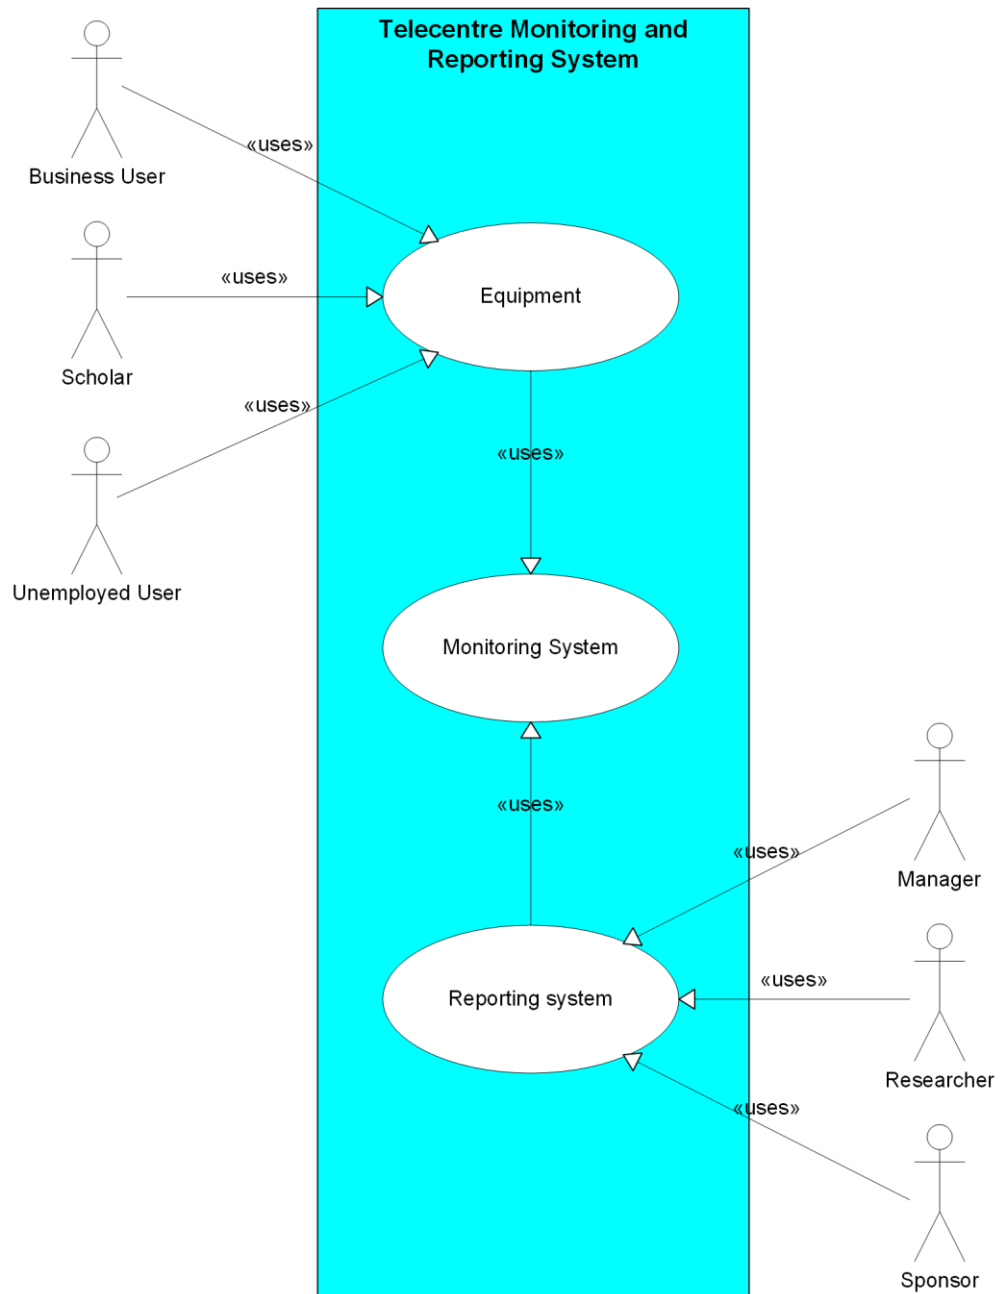 Telecentre Monitoring and
Reporting System
«uses»
Business User
«uses»
Equipment
Scholar
«uses»
«uses»
Unemployed User
Monitoring System
«uses»
«uses»
Manager
«uses»
Reporting system
Researcher
«uses»
Sponsor